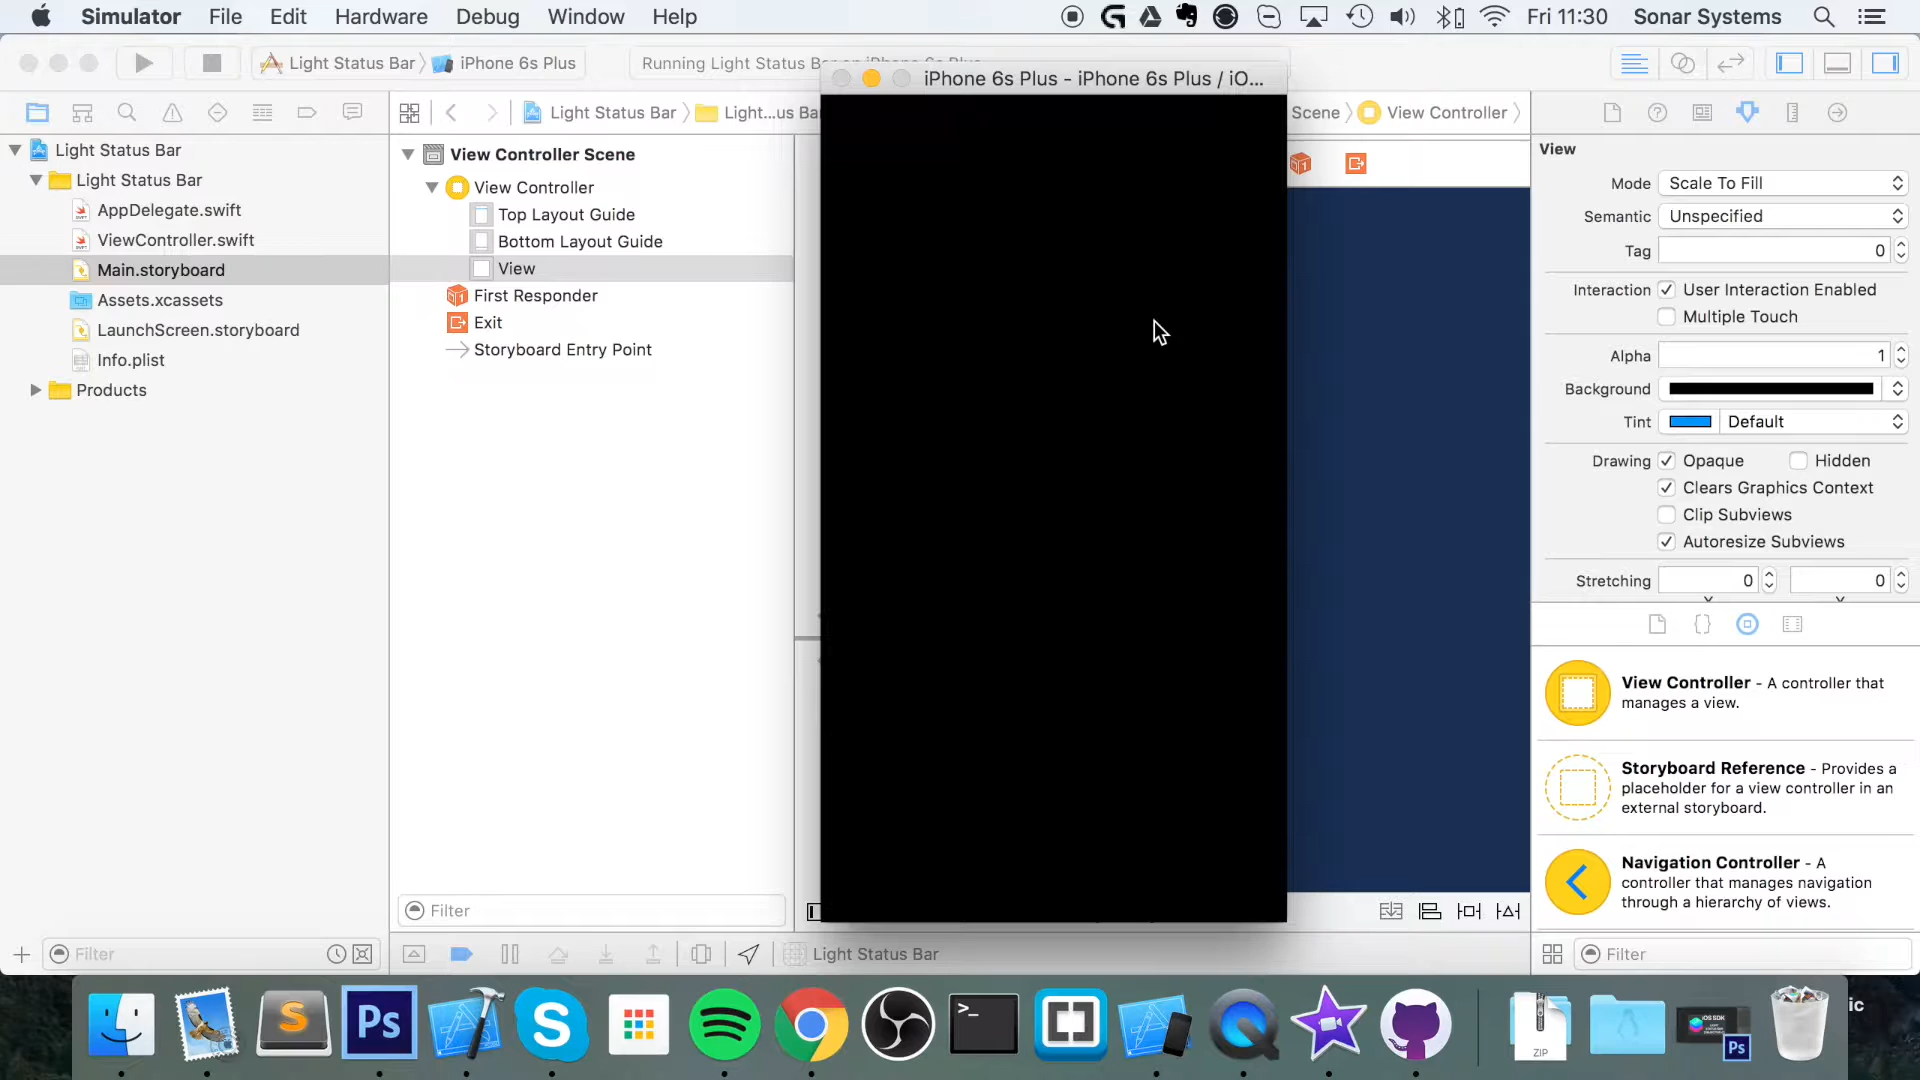 Simulator File Edit Hardware Debug Window Help
Fri 11:30 Sonar Systems
Light Status Bar
iPhone 6s Plus
iPhone 6s Plus - iPhone 6s Plus / iO...
Light Status Bar
Light...us Ba
Scene
View Controller
Light Status Bar
Light Status Bar
AppDelegate.swift
ViewController.swift
Main.storyboard
Assets.xcassets
LaunchScreen.storyboard
Info.plist
Products
View Controller Scene
View Controller
Top Layout Guide
Bottom Layout Guide
View
First Responder
Exit
Storyboard Entry Point
View
Mode Scale To Fill
Semantic Unspecified
Tag 0
Interaction User Interaction Enabled
Multiple Touch
Alpha 1
Background
Tint Default
Drawing Opaque Hidden
Clears Graphics Context
Clip Subviews
Autoresize Subviews
Stretching 0 0
View Controller - A controller that
manages a view.
Storyboard Reference - Provides a
placeholder for a view controller in an
external storyboard.
Navigation Controller - A
controller that manages navigation
through a hierarchy of views.
Filter
Filter
Light Status Bar
Filter
S
Ps
S
>_
ZIP
iOS SDK
Ps
ic